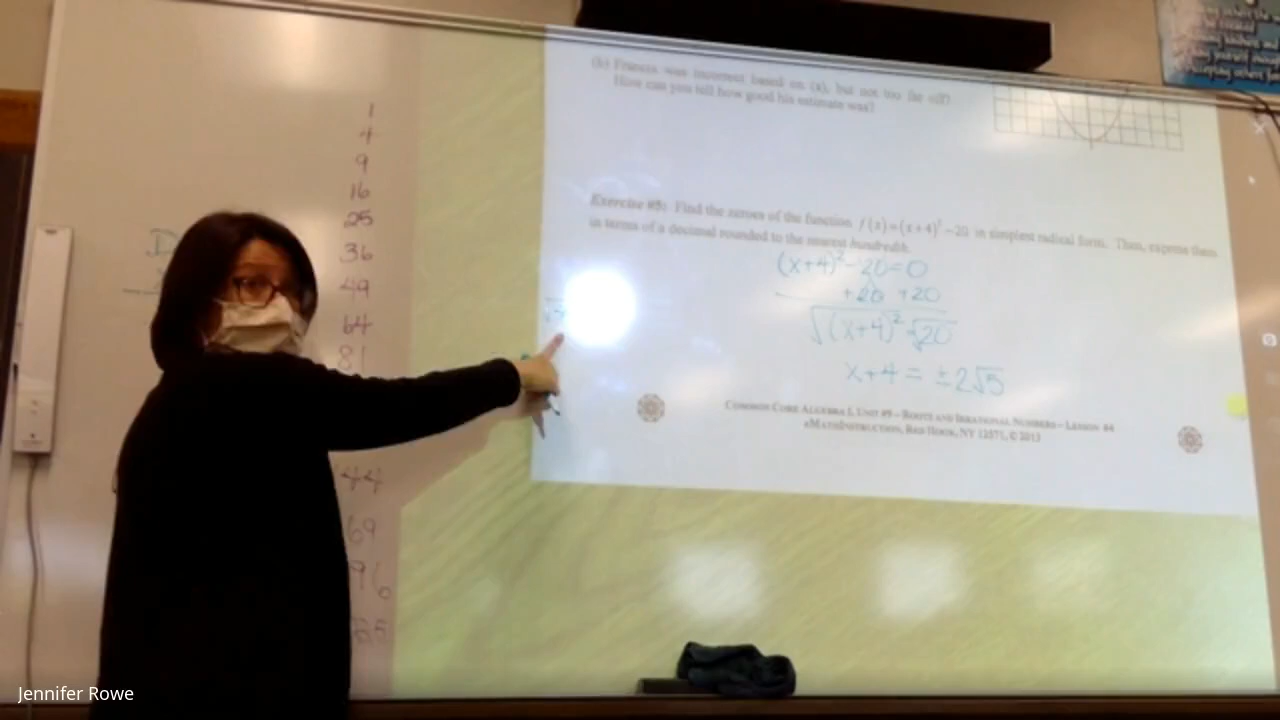 1
4
9
16
25
36
49
64
81
44
69
96
(b) Francis was incorrect based on (a), but not too far off?
How can you tell how good his estimate was?
Exercise #5: Find the zeroes of the function f(x)=(x+4)²−20 in simplest radical form. Then, express them
in terms of a decimal rounded to the nearest hundredth.
(x+4)²-20=0
+20 +20
√(x+4)² = √20
x+4 = ±2√5
COMMON CORE ALGEBRA I, UNIT #9 – ROOTS AND IRRATIONAL NUMBERS – LESSON #4
eMATHINSTRUCTION, RED HOOK, NY 12571, © 2013
Jennifer Rowe